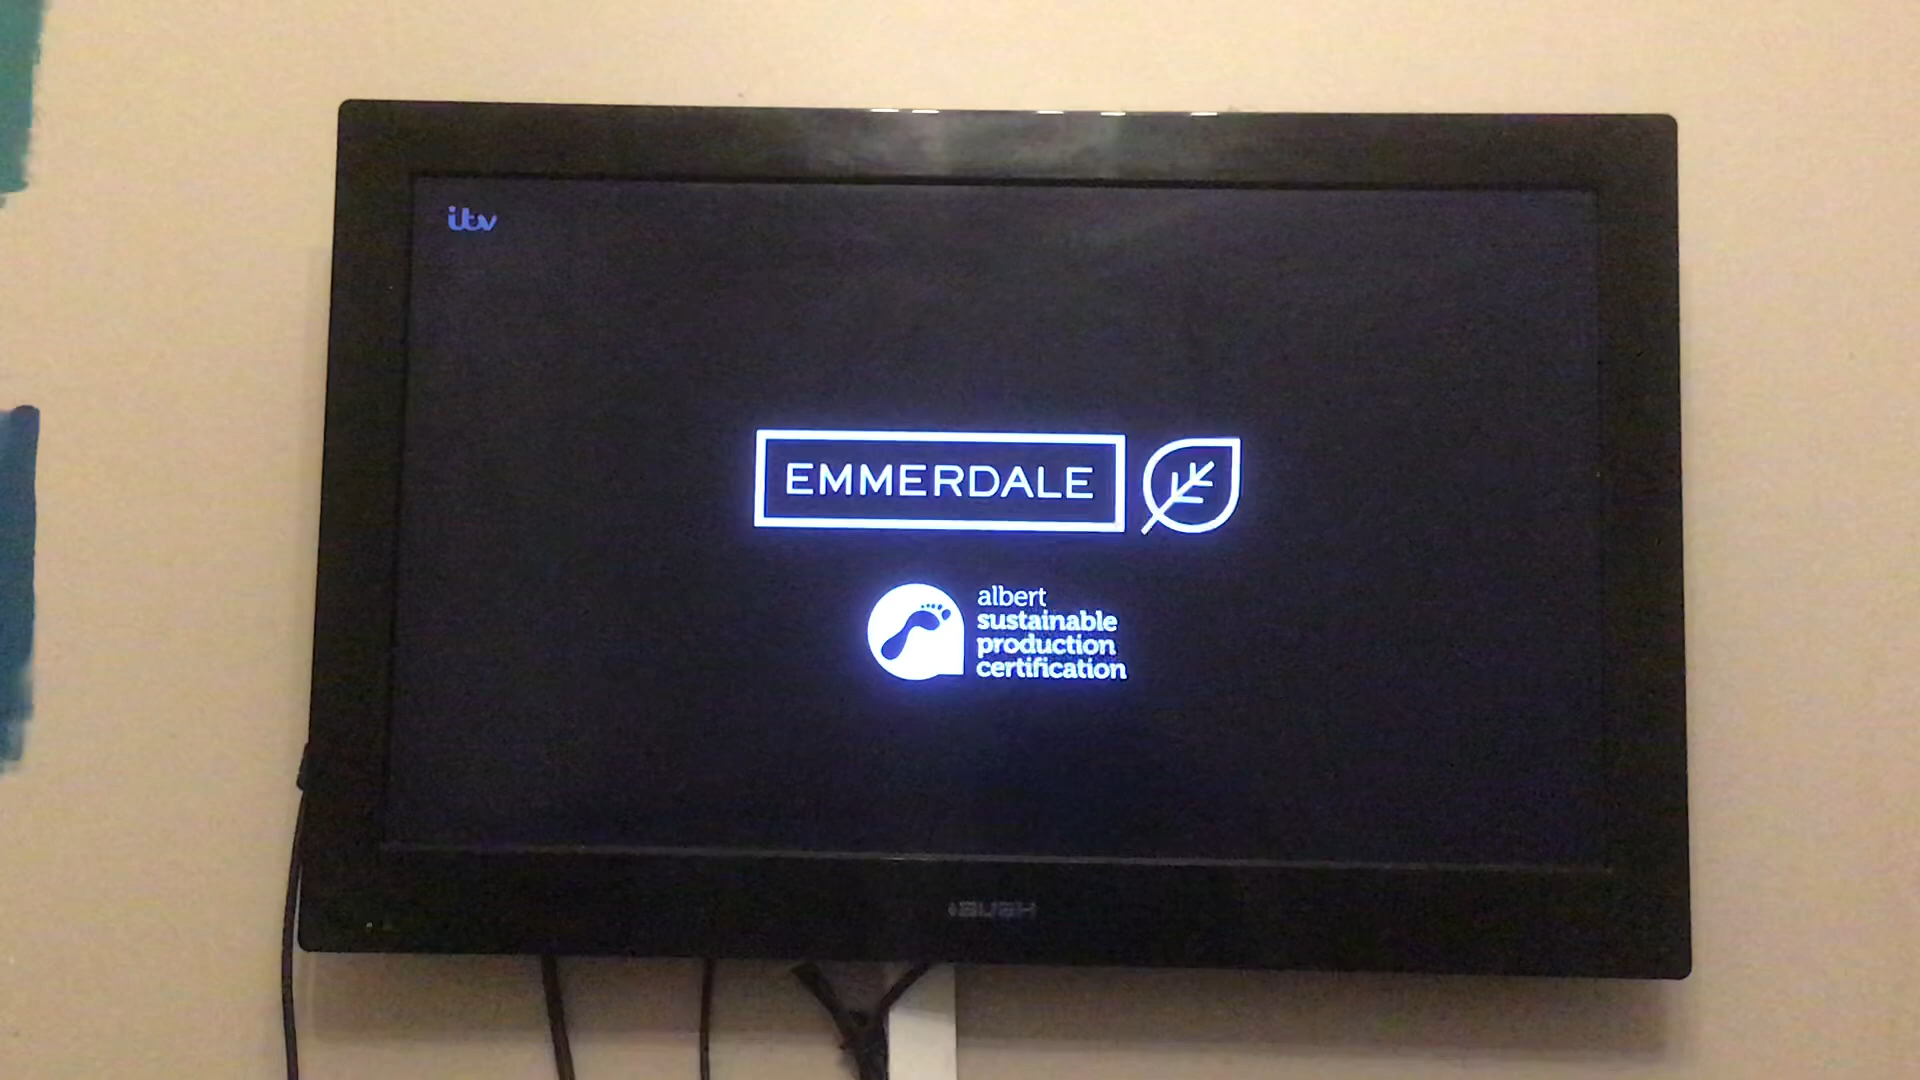 itv
EMMERDALE
albert
sustainable
production
certification
BUSH